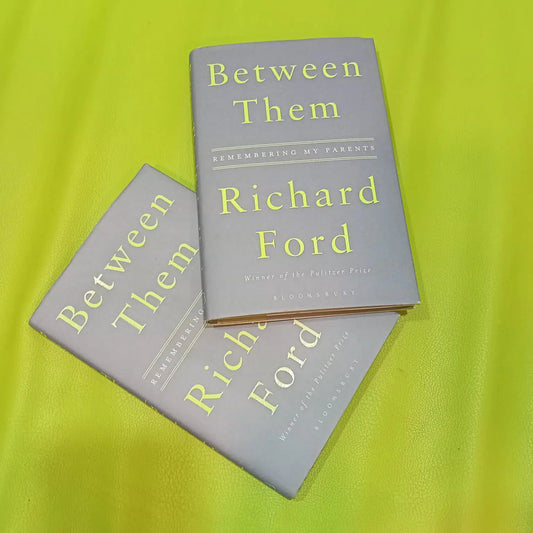 Between
Them
REMEMBERING MY PARENTS
Richard
Ford
Winner of the Pulitzer Prize
BLOOMSBURY
Between
Them
REMEMBERING
Richa
Ford
Winner of the Pulitzer Prize
BLOOMSBURY